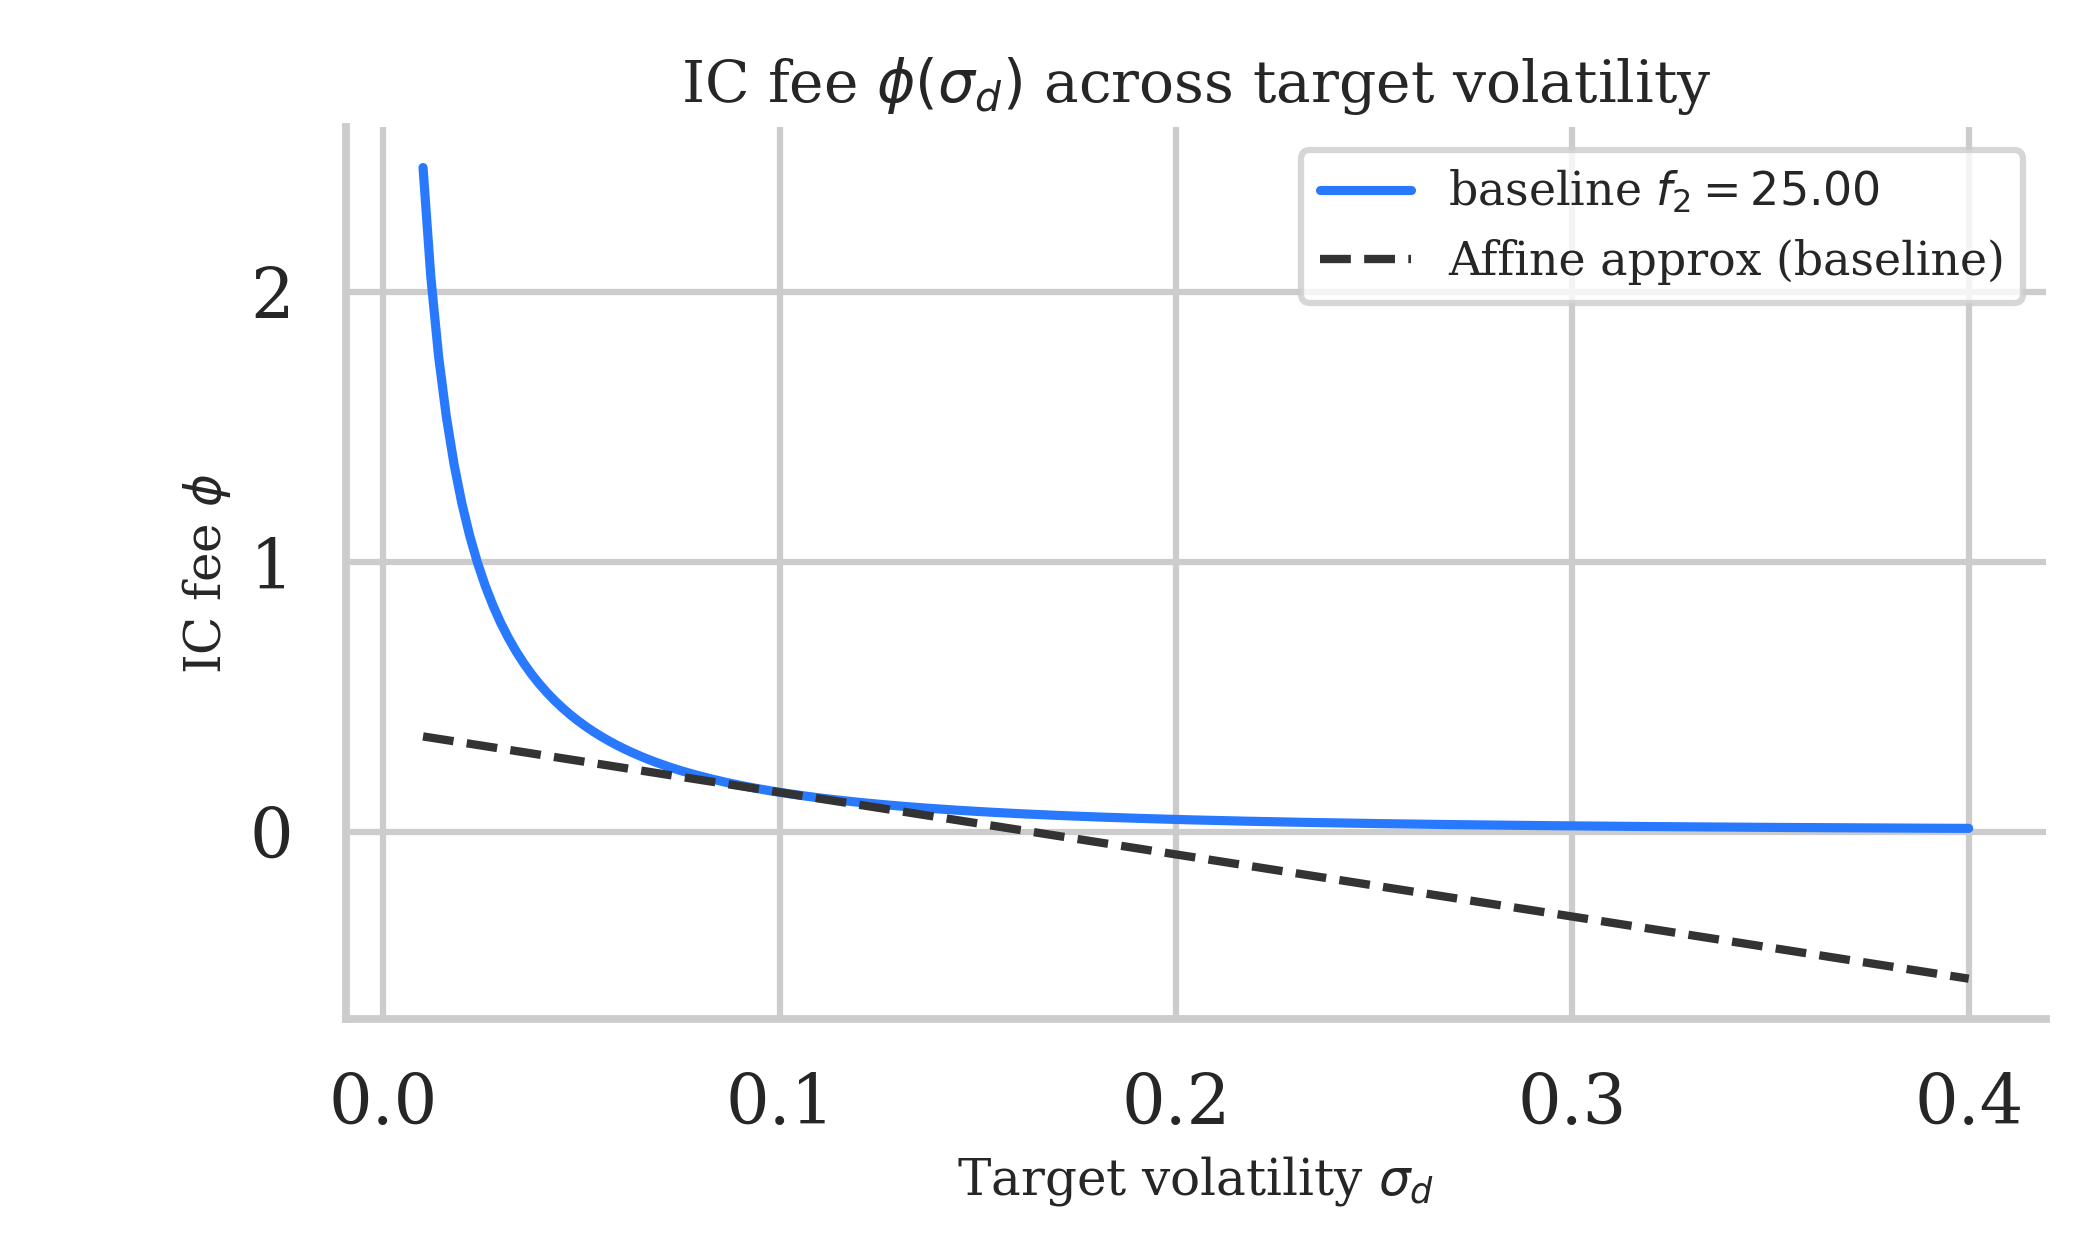 IC fee ϕ(σ_d) across target volatility
baseline f₂ = 25.00
Affine approx (baseline)
IC fee ϕ
2
1
0
0.0 0.1 0.2 0.3 0.4
Target volatility σ_d